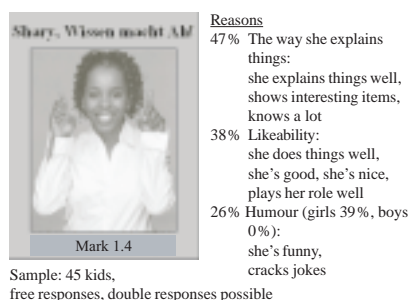 Shary, Wissen macht Ah!
Mark 1.4
Reasons
47% The way she explains
things:
she explains things well,
shows interesting items,
knows a lot
38% Likeability:
she does things well,
she's good, she's nice,
plays her role well
26% Humour (girls 39%, boys
0%):
she's funny,
cracks jokes
Sample: 45 kids,
free responses, double responses possible